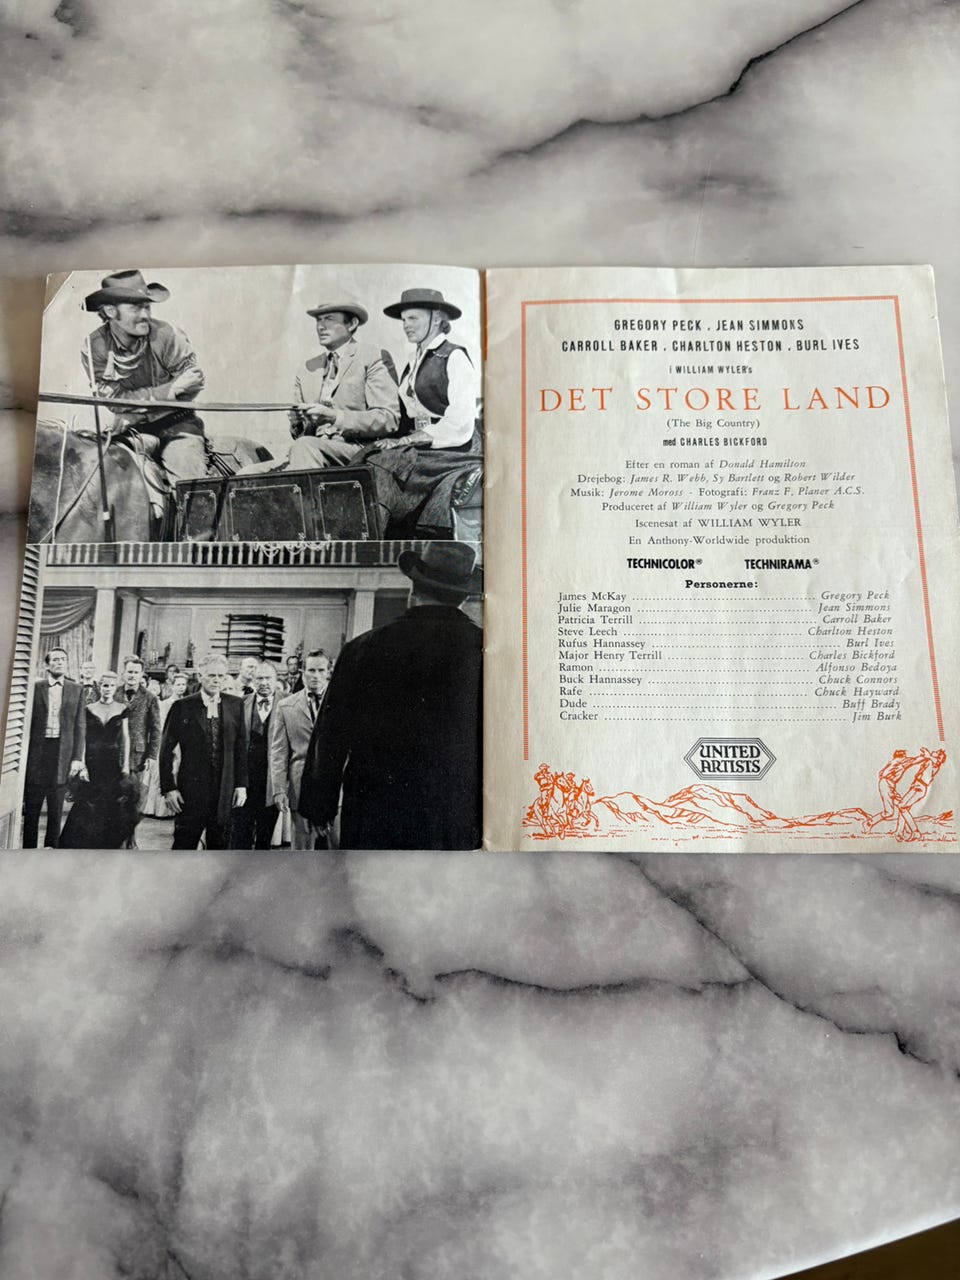 GREGORY PECK . JEAN SIMMONS
CARROLL BAKER . CHARLTON HESTON . BURL IVES
i WILLIAM WYLER's
DET STORE LAND
(The Big Country)
med CHARLES BICKFORD
Efter en roman af Donald Hamilton
Drejebog: James R. Webb, Sy Bartlett og Robert Wilder
Musik: Jerome Moross - Fotografi: Franz F. Planer A.C.S.
Produceret af William Wyler og Gregory Peck
Iscenesat af WILLIAM WYLER
En Anthony-Worldwide produktion
TECHNICOLOR® TECHNIRAMA®
Personerne:
James McKay ........ Gregory Peck
Julie Maragon ........ Jean Simmons
Patricia Terrill ........ Carroll Baker
Steve Leech ........ Charlton Heston
Rufus Hannassey ........ Burl Ives
Major Henry Terrill ........ Charles Bickford
Ramon ........ Alfonso Bedoya
Buck Hannassey ........ Chuck Connors
Rafe ........ Chuck Hayward
Dude ........ Buff Brady
Cracker ........ Jim Burk
UNITED
ARTISTS